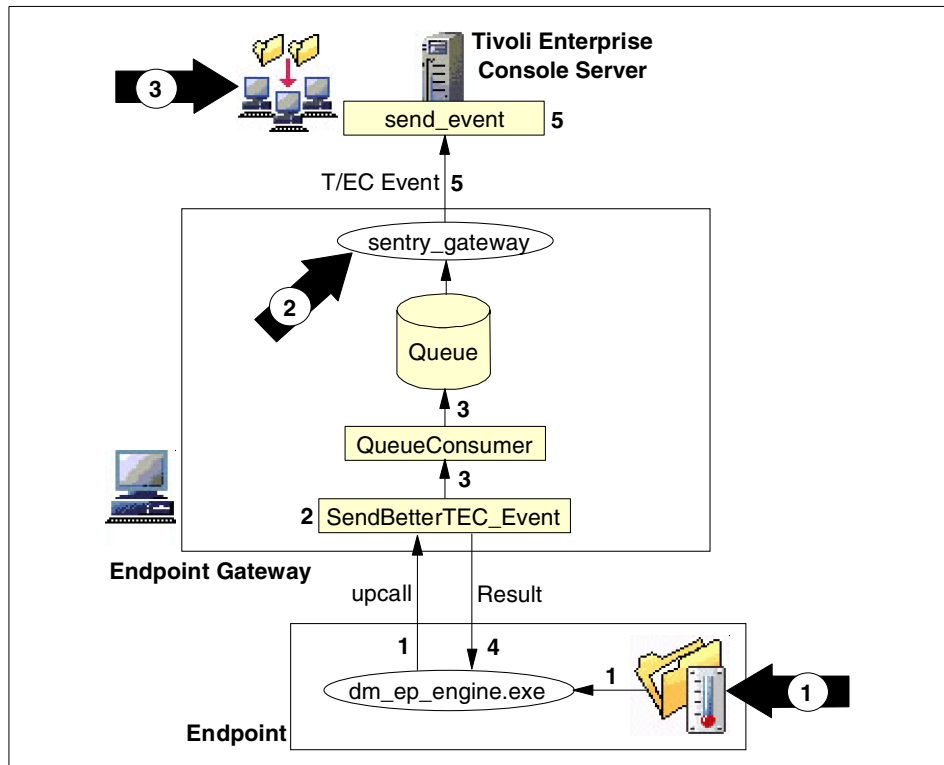 Tivoli Enterprise
Console Server
3
send_event
5
T/EC Event
5
sentry_gateway
2
Queue
3
QueueConsumer
3
2
SendBetterTEC_Event
Endpoint Gateway
upcall
Result
1
4
1
dm_ep_engine.exe
1
Endpoint